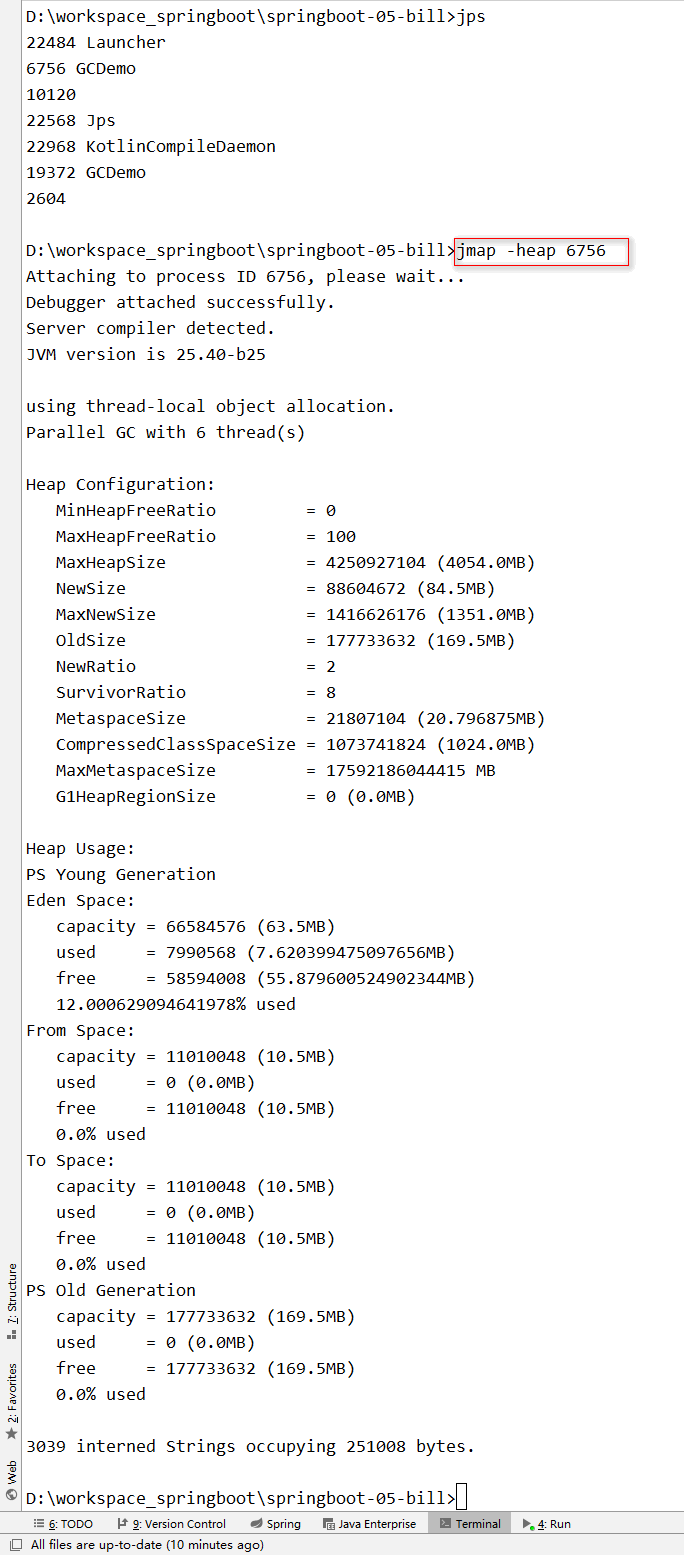 D:\workspace_springboot\springboot-05-bill>jps
22484 Launcher
6756 GCDemo
10120
22568 Jps
22968 KotlinCompileDaemon
19372 GCDemo
2604
D:\workspace_springboot\springboot-05-bill>jmap -heap 6756
Attaching to process ID 6756, please wait...
Debugger attached successfully.
Server compiler detected.
JVM version is 25.40-b25
using thread-local object allocation.
Parallel GC with 6 thread(s)
Heap Configuration:
MinHeapFreeRatio = 0
MaxHeapFreeRatio = 100
MaxHeapSize = 4250927104 (4054.0MB)
NewSize = 88604672 (84.5MB)
MaxNewSize = 1416626176 (1351.0MB)
OldSize = 177733632 (169.5MB)
NewRatio = 2
SurvivorRatio = 8
MetaspaceSize = 21807104 (20.796875MB)
CompressedClassSpaceSize = 1073741824 (1024.0MB)
MaxMetaspaceSize = 17592186044415 MB
G1HeapRegionSize = 0 (0.0MB)
Heap Usage:
PS Young Generation
Eden Space:
capacity = 66584576 (63.5MB)
used = 7990568 (7.620399475097656MB)
free = 58594008 (55.879600524902344MB)
12.000629094641978% used
From Space:
capacity = 11010048 (10.5MB)
used = 0 (0.0MB)
free = 11010048 (10.5MB)
0.0% used
To Space:
capacity = 11010048 (10.5MB)
used = 0 (0.0MB)
free = 11010048 (10.5MB)
0.0% used
PS Old Generation
capacity = 177733632 (169.5MB)
used = 0 (0.0MB)
free = 177733632 (169.5MB)
0.0% used
3039 interned Strings occupying 251008 bytes.
D:\workspace_springboot\springboot-05-bill>
7: Structure
2: Favorites
Web
6: TODO 9: Version Control Spring Java Enterprise Terminal 4: Run
All files are up-to-date (10 minutes ago)